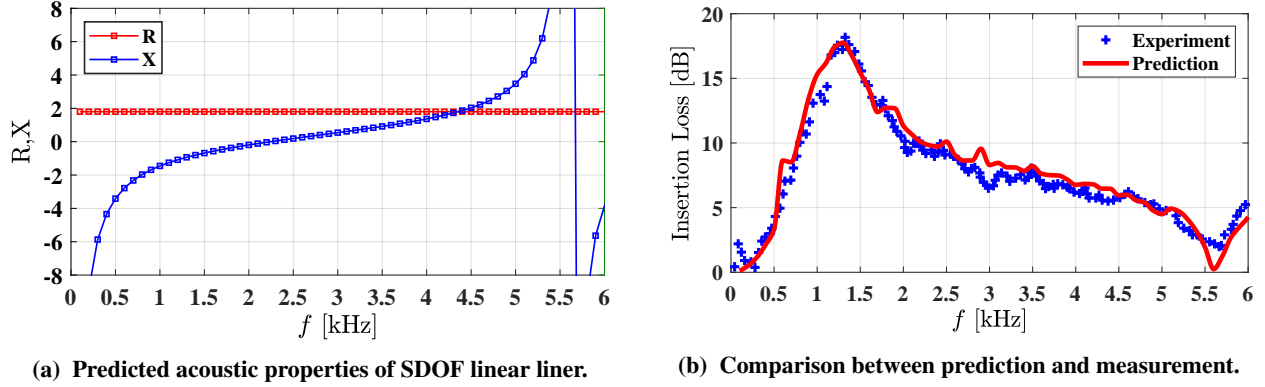 8
6
4
2
0
-2
-4
-6
-8
R,X
R
X
0 0.5 1 1.5 2 2.5 3 3.5 4 4.5 5 5.5 6
f [kHz]
(a) Predicted acoustic properties of SDOF linear liner.
20
15
10
5
0
Insertion Loss [dB]
Experiment
Prediction
0 0.5 1 1.5 2 2.5 3 3.5 4 4.5 5 5.5 6
f [kHz]
(b) Comparison between prediction and measurement.